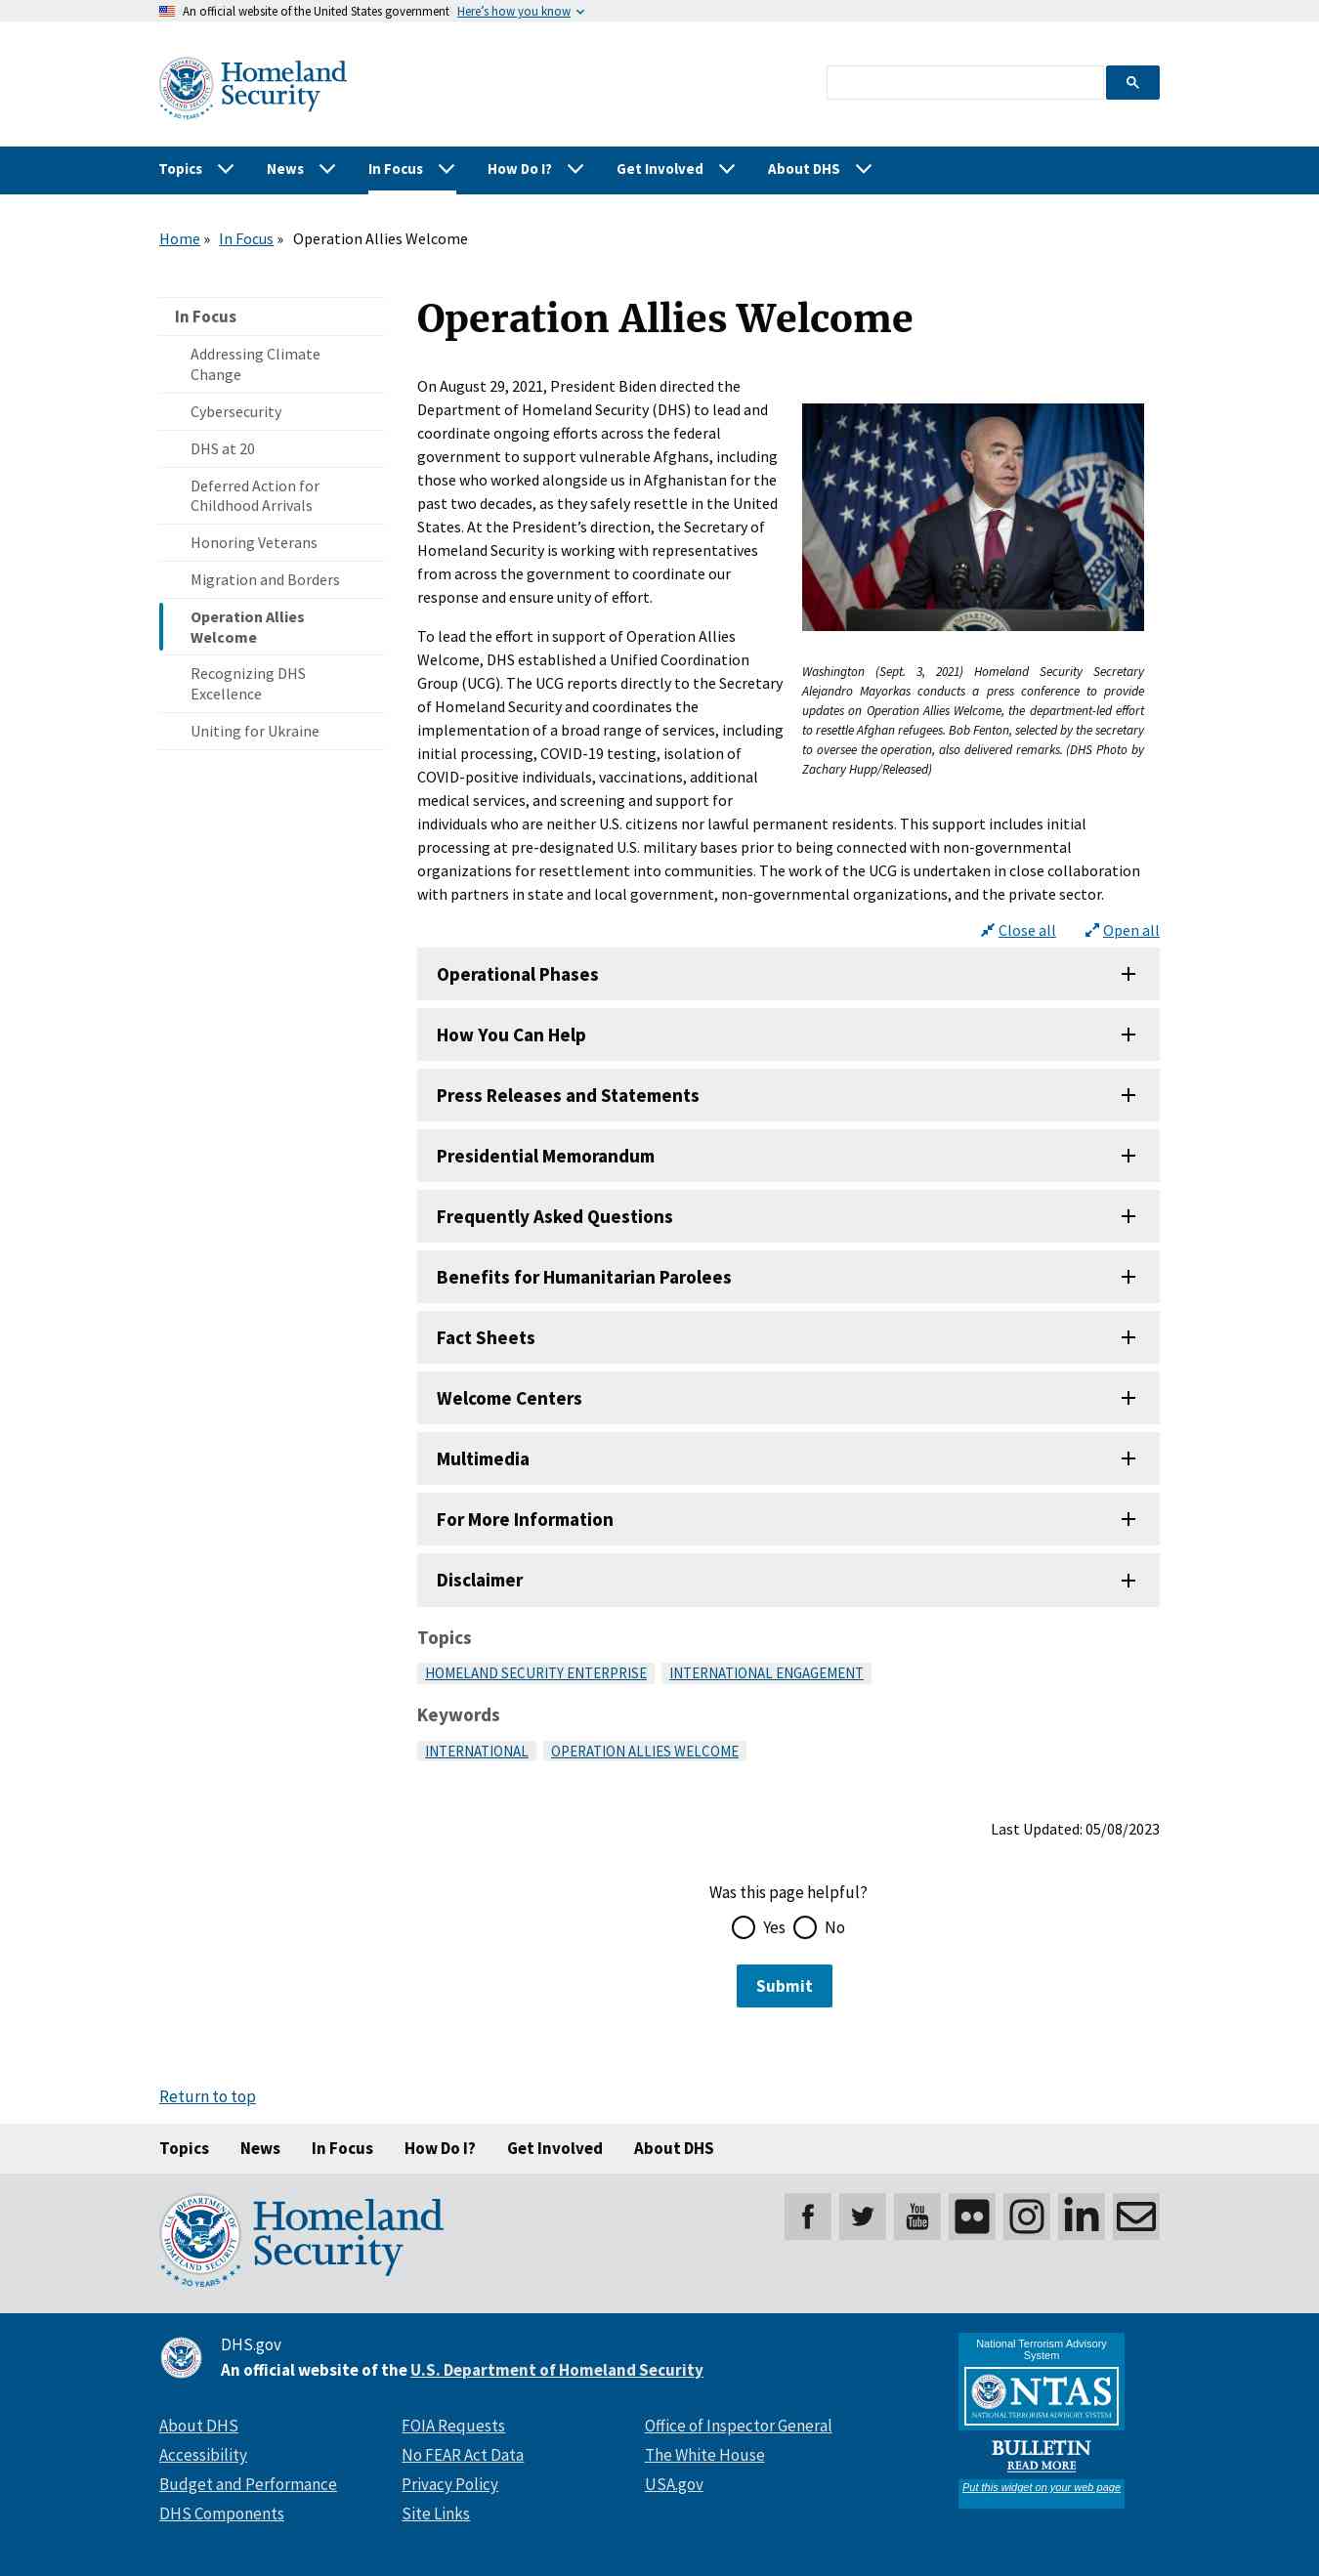 An official website of the United States government Here's how you know
U.S. DEPARTMENT OF HOMELAND SECURITY
20 YEARS
Homeland
Security
Topics News In Focus How Do I? Get Involved About DHS
Home » In Focus » Operation Allies Welcome
In Focus
Addressing Climate
Change
Cybersecurity
DHS at 20
Deferred Action for
Childhood Arrivals
Honoring Veterans
Migration and Borders
Operation Allies
Welcome
Recognizing DHS
Excellence
Uniting for Ukraine
Operation Allies Welcome
On August 29, 2021, President Biden directed the
Department of Homeland Security (DHS) to lead and
coordinate ongoing efforts across the federal
government to support vulnerable Afghans, including
those who worked alongside us in Afghanistan for the
past two decades, as they safely resettle in the United
States. At the President’s direction, the Secretary of
Homeland Security is working with representatives
from across the government to coordinate our
response and ensure unity of effort.
To lead the effort in support of Operation Allies
Welcome, DHS established a Unified Coordination
Group (UCG). The UCG reports directly to the Secretary
of Homeland Security and coordinates the
implementation of a broad range of services, including
initial processing, COVID-19 testing, isolation of
COVID-positive individuals, vaccinations, additional
medical services, and screening and support for
individuals who are neither U.S. citizens nor lawful permanent residents. This support includes initial
processing at pre-designated U.S. military bases prior to being connected with non-governmental
organizations for resettlement into communities. The work of the UCG is undertaken in close collaboration
with partners in state and local government, non-governmental organizations, and the private sector.
Washington (Sept. 3, 2021) Homeland Security Secretary
Alejandro Mayorkas conducts a press conference to provide
updates on Operation Allies Welcome, the department-led effort
to resettle Afghan refugees. Bob Fenton, selected by the secretary
to oversee the operation, also delivered remarks. (DHS Photo by
Zachary Hupp/Released)
Close all Open all
Operational Phases
How You Can Help
Press Releases and Statements
Presidential Memorandum
Frequently Asked Questions
Benefits for Humanitarian Parolees
Fact Sheets
Welcome Centers
Multimedia
For More Information
Disclaimer
Topics
HOMELAND SECURITY ENTERPRISE INTERNATIONAL ENGAGEMENT
Keywords
INTERNATIONAL OPERATION ALLIES WELCOME
Last Updated: 05/08/2023
Was this page helpful?
Yes No
Submit
Return to top
Topics News In Focus How Do I? Get Involved About DHS
U.S. DEPARTMENT OF HOMELAND SECURITY
20 YEARS
Homeland
Security
f You Tube in
DHS.gov
An official website of the U.S. Department of Homeland Security
About DHS
Accessibility
Budget and Performance
DHS Components
FOIA Requests
No FEAR Act Data
Privacy Policy
Site Links
Office of Inspector General
The White House
USA.gov
National Terrorism Advisory
System
NTAS
NATIONAL TERRORISM ADVISORY SYSTEM
BULLETIN
READ MORE
Put this widget on your web page